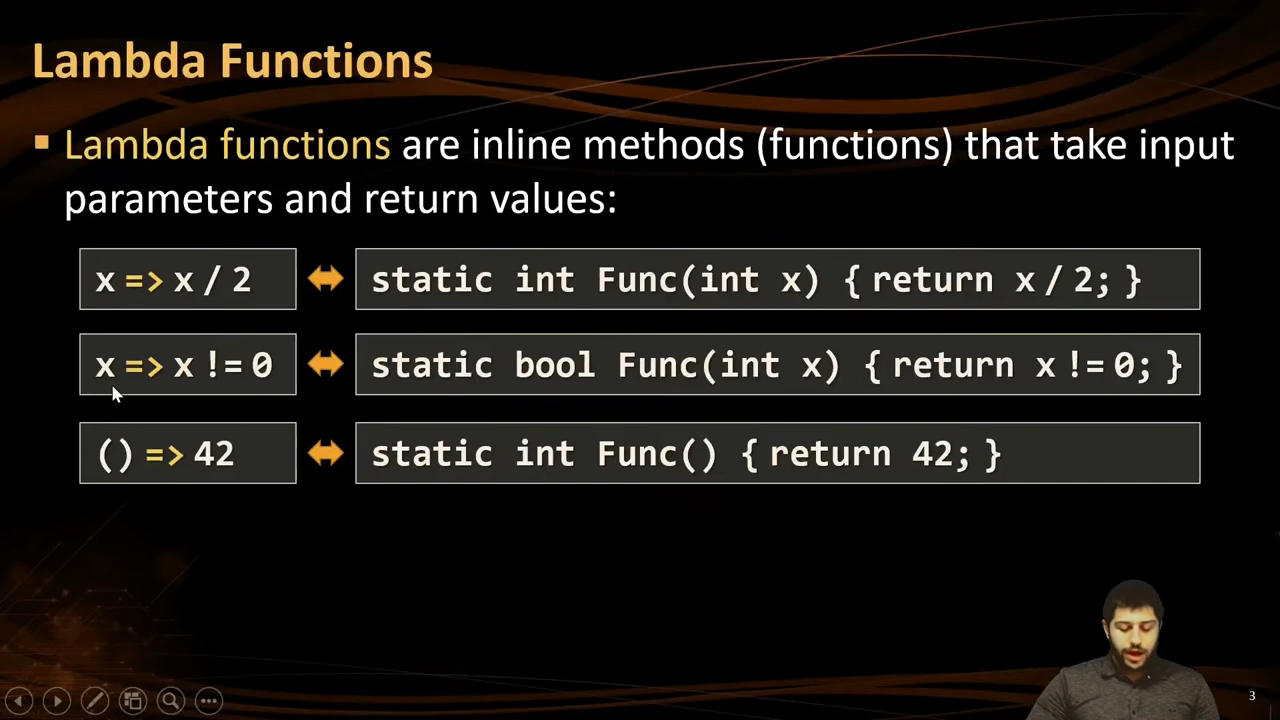 Lambda Functions
Lambda functions are inline methods (functions) that take input
parameters and return values:
x => x / 2
static int Func(int x) { return x / 2; }
x => x != 0
static bool Func(int x) { return x != 0; }
() => 42
static int Func() { return 42; }
3